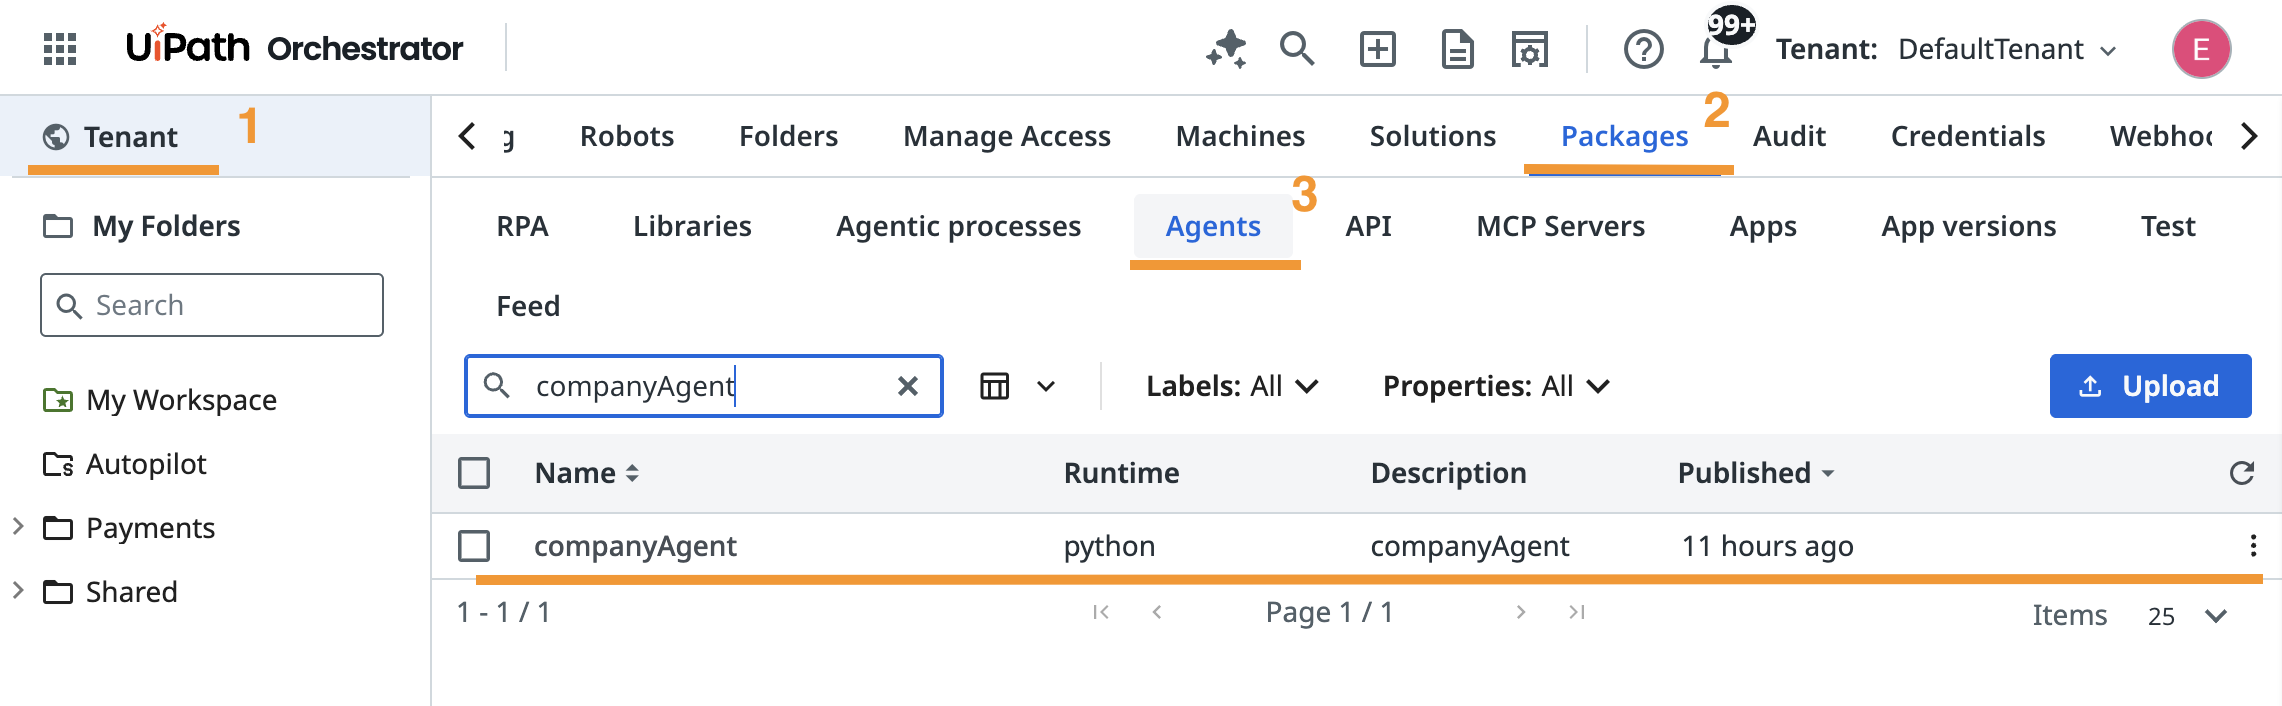 UiPath Orchestrator
99+
Tenant: DefaultTenant
E
Tenant
1
g Robots Folders Manage Access Machines Solutions Packages Audit Credentials Webhoo
2
My Folders
RPA Libraries Agentic processes Agents API MCP Servers Apps App versions Test
3
Feed
Search
companyAgent
Labels: All
Properties: All
Upload
My Workspace
Autopilot
Payments
Shared
Name Runtime Description Published
companyAgent python companyAgent 11 hours ago
1 - 1 / 1
Page 1 / 1
Items 25